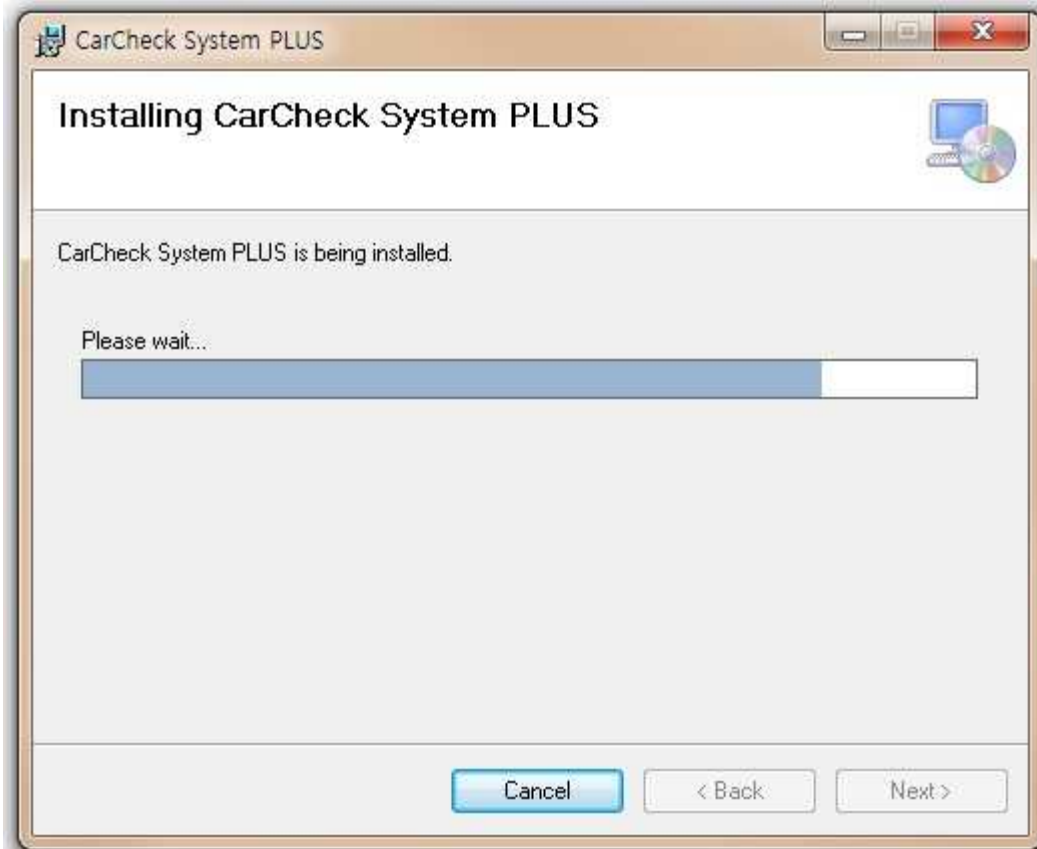 CarCheck System PLUS
Installing CarCheck System PLUS
CarCheck System PLUS is being installed.
Please wait...
Cancel
< Back
Next >